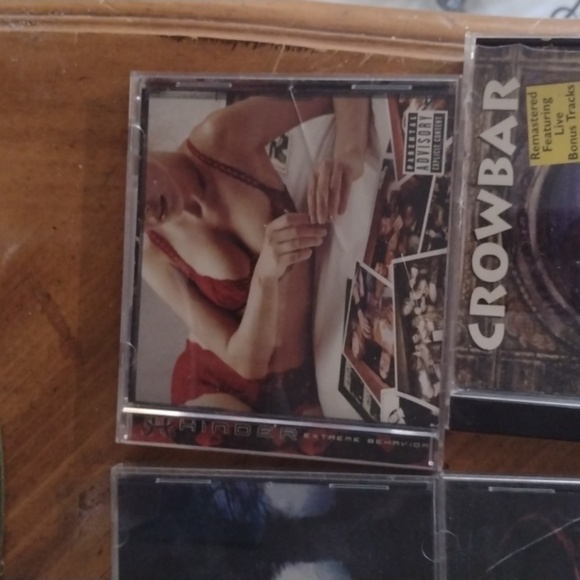 PARENTAL
ADVISORY
EXPLICIT CONTENT
HINDER EXTREME BEHAVIOR
CROWBAR
Remastered
Featuring
Live
Bonus Tracks